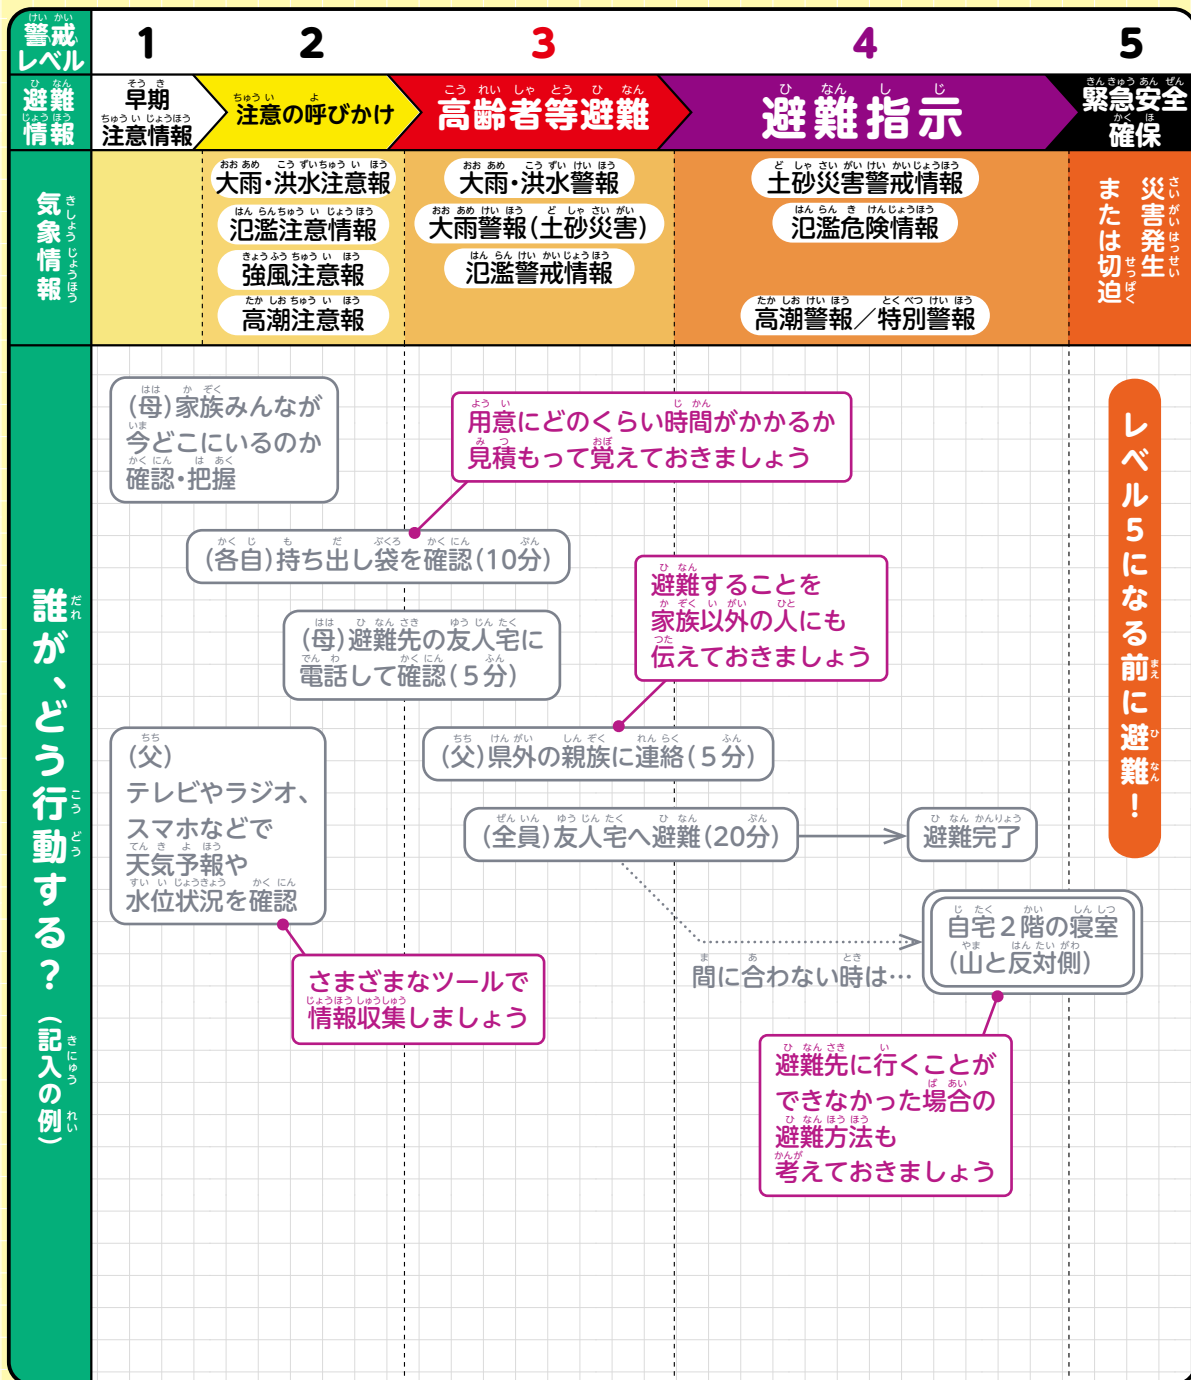 警戒
レベル
1
2
3
4
5
避難
情報
早期
注意情報
注意の呼びかけ
高齢者等避難
避難指示
緊急安全
確保
気象情報
大雨・洪水注意報
氾濫注意情報
強風注意報
高潮注意報
大雨・洪水警報
大雨警報(土砂災害)
氾濫警戒情報
土砂災害警戒情報
氾濫危険情報
高潮警報/特別警報
災害発生
または切迫
誰が、どう行動する?(記入の例)
(母)家族みんなが
今どこにいるのか
確認・把握
用意にどのくらい時間がかかるか
見積もって覚えておきましょう
(各自)持ち出し袋を確認(10分)
避難することを
家族以外の人にも
伝えておきましょう
(母)避難先の友人宅に
電話して確認(5分)
(父)
テレビやラジオ、
スマホなどで
天気予報や
水位状況を確認
(父)県外の親族に連絡(5分)
(全員)友人宅へ避難(20分)
避難完了
自宅2階の寝室
(山と反対側)
間に合わない時は…
さまざまなツールで
情報収集しましょう
避難先に行くことが
できなかった場合の
避難方法も
考えておきましょう
レベル5になる前に避難!